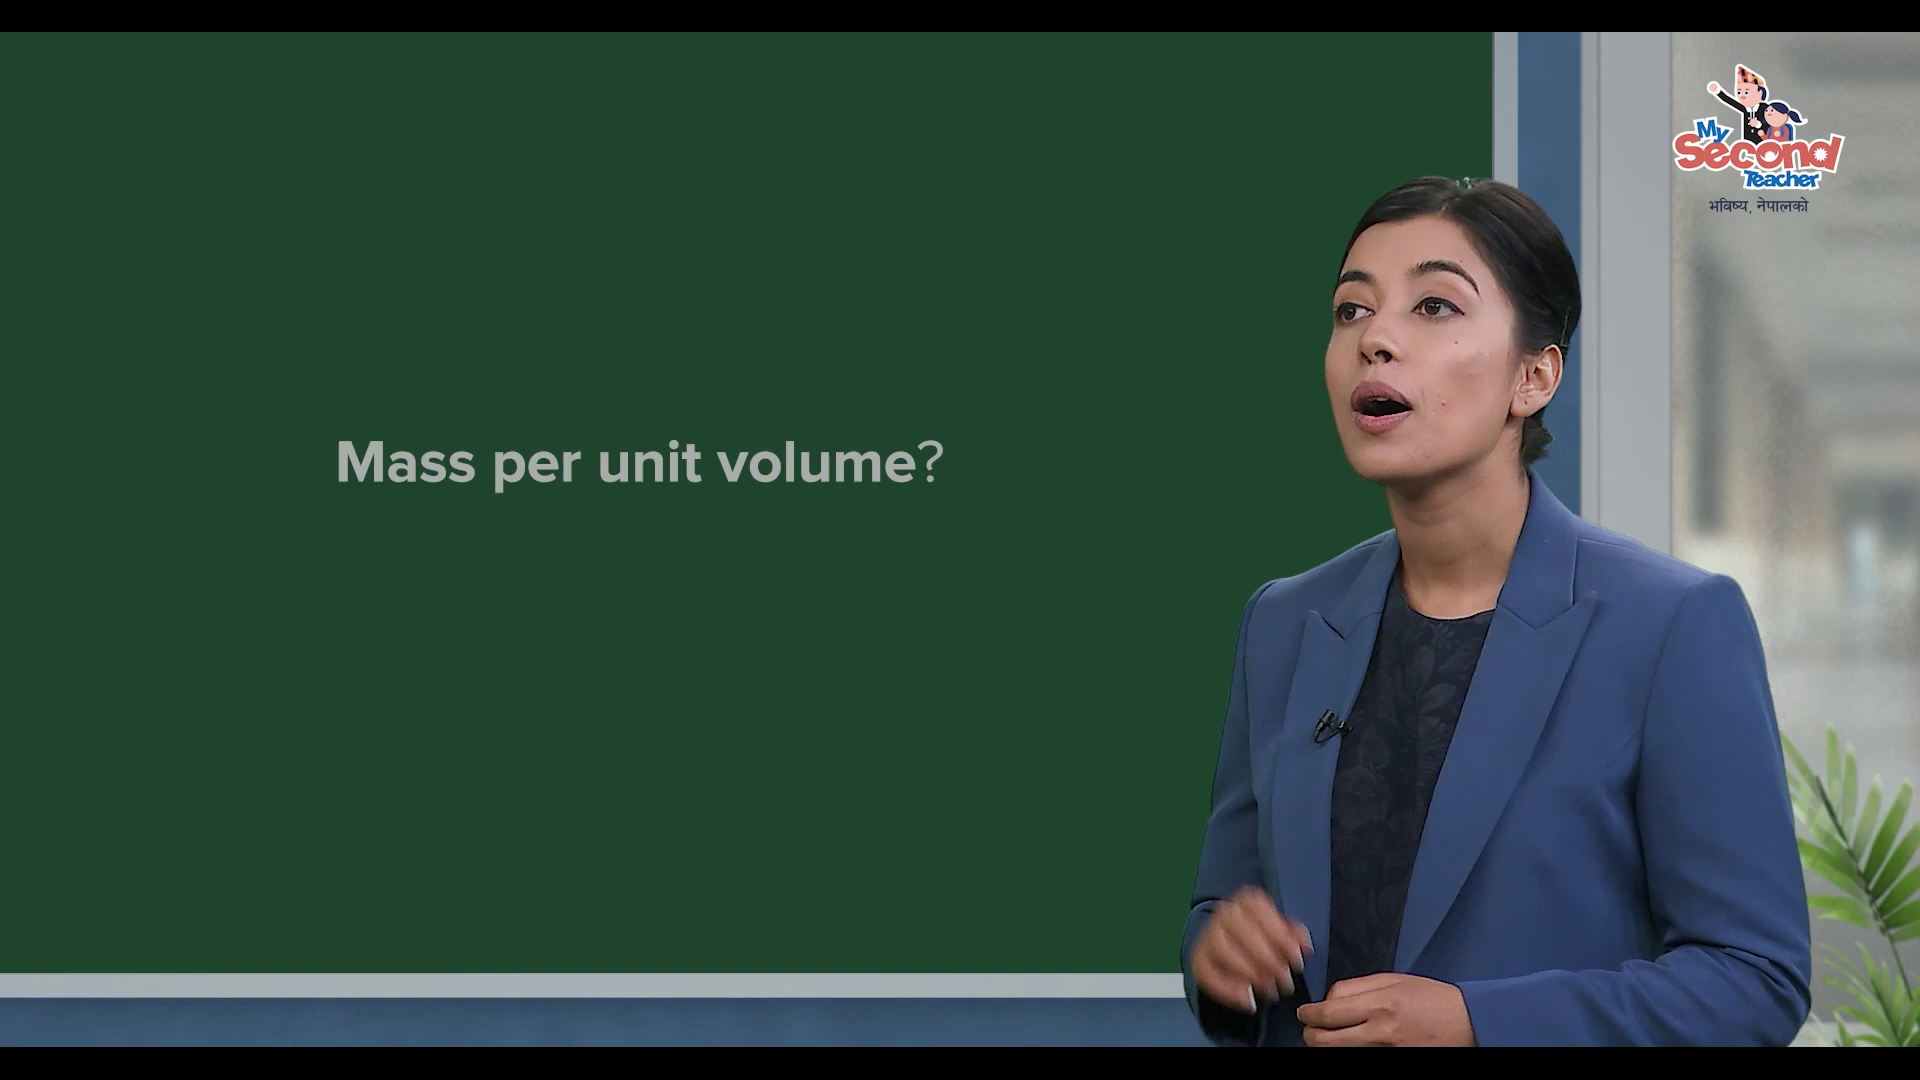 Mass per unit volume?
My
Second
Teacher
भविष्य, नेपालको